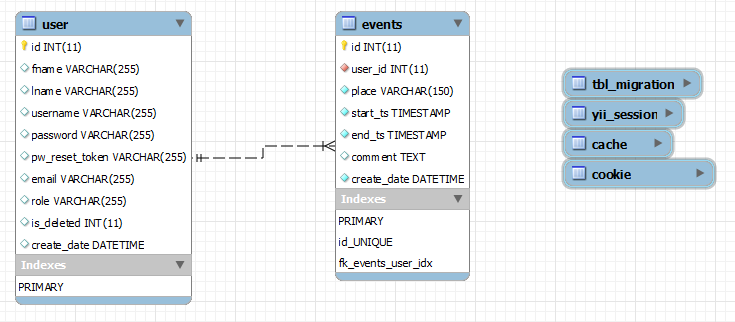 user
id INT(11)
fname VARCHAR(255)
lname VARCHAR(255)
username VARCHAR(255)
password VARCHAR(255)
pw_reset_token VARCHAR(255)
email VARCHAR(255)
role VARCHAR(255)
is_deleted INT(11)
create_date DATETIME
Indexes
PRIMARY
events
id INT(11)
user_id INT(11)
place VARCHAR(150)
start_ts TIMESTAMP
end_ts TIMESTAMP
comment TEXT
create_date DATETIME
Indexes
PRIMARY
id_UNIQUE
fk_events_user_idx
tbl_migration
yii_session
cache
cookie